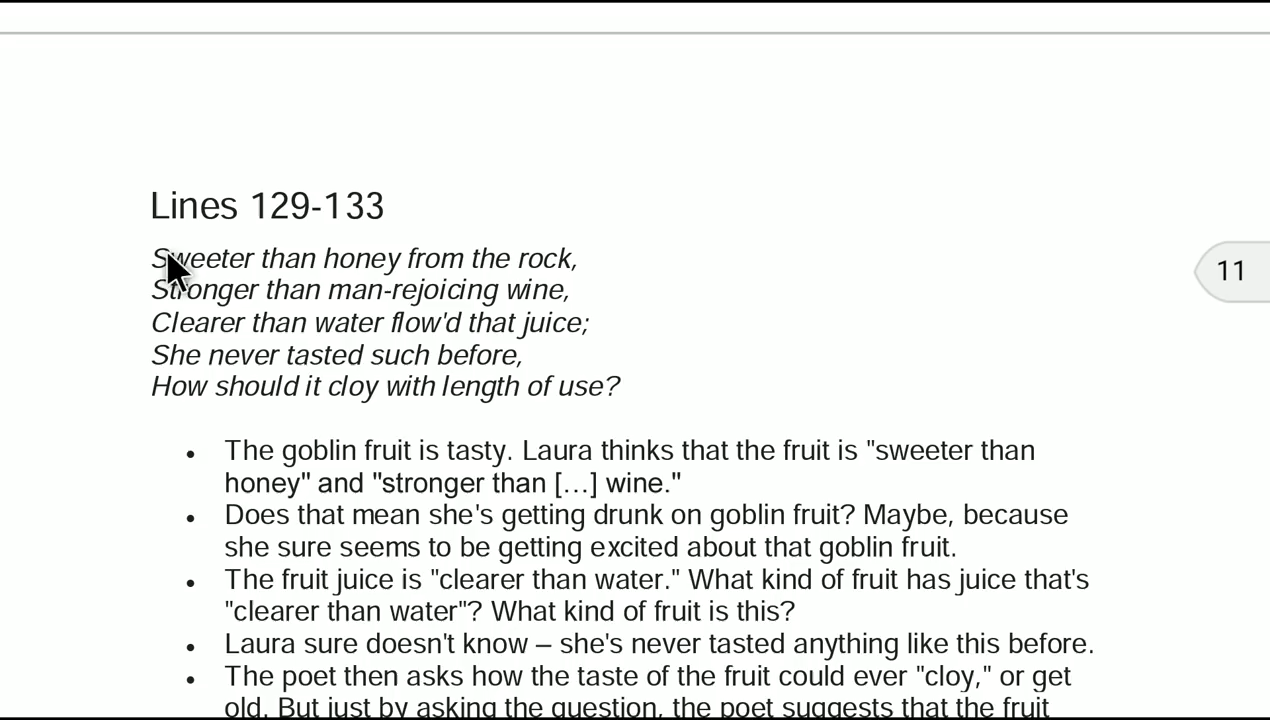 Lines 129-133
Sweeter than honey from the rock,
Stronger than man-rejoicing wine,
Clearer than water flow'd that juice;
She never tasted such before,
How should it cloy with length of use?
11
• The goblin fruit is tasty. Laura thinks that the fruit is "sweeter than
honey" and "stronger than […] wine."
• Does that mean she's getting drunk on goblin fruit? Maybe, because
she sure seems to be getting excited about that goblin fruit.
• The fruit juice is "clearer than water." What kind of fruit has juice that's
"clearer than water"? What kind of fruit is this?
• Laura sure doesn't know – she's never tasted anything like this before.
• The poet then asks how the taste of the fruit could ever "cloy," or get
old. But just by asking the question, the poet suggests that the fruit